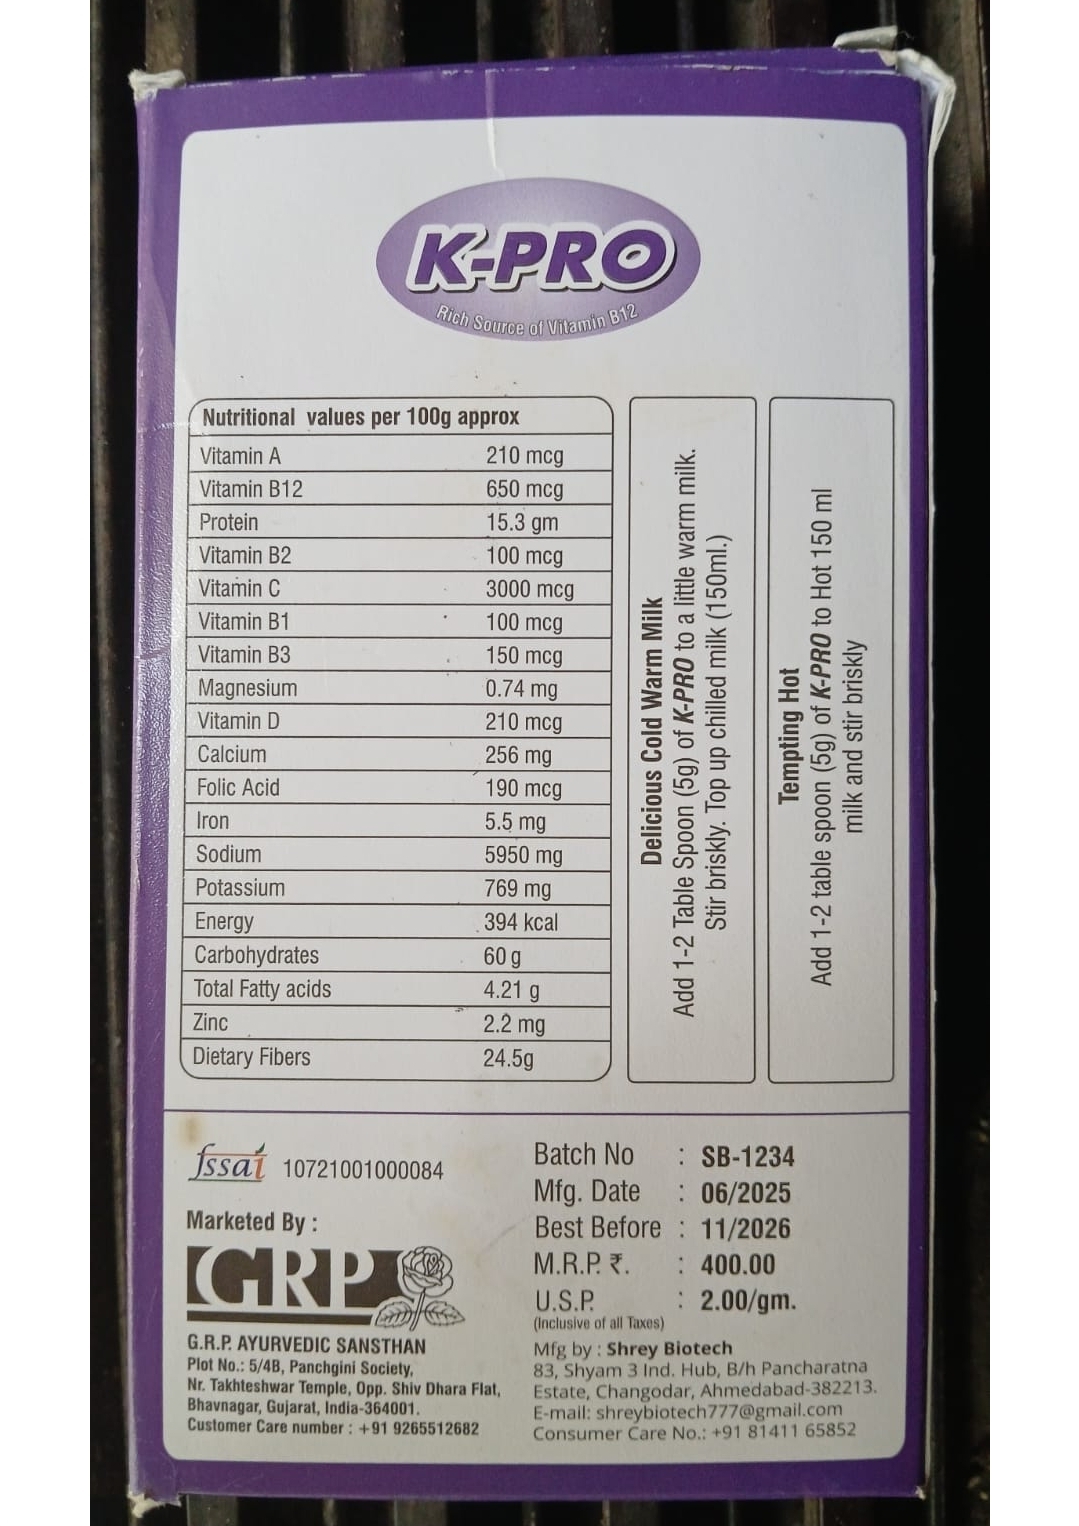 K-PRO
Rich Source of Vitamin B12
Nutritional values per 100g approx
Vitamin A 210 mcg
Vitamin B12 650 mcg
Protein 15.3 gm
Vitamin B2 100 mcg
Vitamin C 3000 mcg
Vitamin B1 100 mcg
Vitamin B3 150 mcg
Magnesium 0.74 mg
Vitamin D 210 mcg
Calcium 256 mg
Folic Acid 190 mcg
Iron 5.5 mg
Sodium 5950 mg
Potassium 769 mg
Energy 394 kcal
Carbohydrates 60 g
Total Fatty acids 4.21 g
Zinc 2.2 mg
Dietary Fibers 24.5g
Delicious Cold Warm Milk
Add 1-2 Table Spoon (5g) of K-PRO to a little warm milk.
Stir briskly. Top up chilled milk (150ml.)
Tempting Hot
Add 1-2 table spoon (5g) of K-PRO to Hot 150 ml
milk and stir briskly
fssai 10721001000084
Marketed By :
GRP
G.R.P. AYURVEDIC SANSTHAN
Plot No.: 5/4B, Panchgini Society,
Nr. Takhteshwar Temple, Opp. Shiv Dhara Flat,
Bhavnagar, Gujarat, India-364001.
Customer Care number : +91 9265512682
Batch No : SB-1234
Mfg. Date : 06/2025
Best Before : 11/2026
M.R.P. ₹. : 400.00
U.S.P. : 2.00/gm.
(Inclusive of all Taxes)
Mfg by : Shrey Biotech
83, Shyam 3 Ind. Hub, B/h Pancharatna
Estate, Changodar, Ahmedabad-382213.
E-mail: shreybiotech777@gmail.com
Consumer Care No.: +91 81411 65852